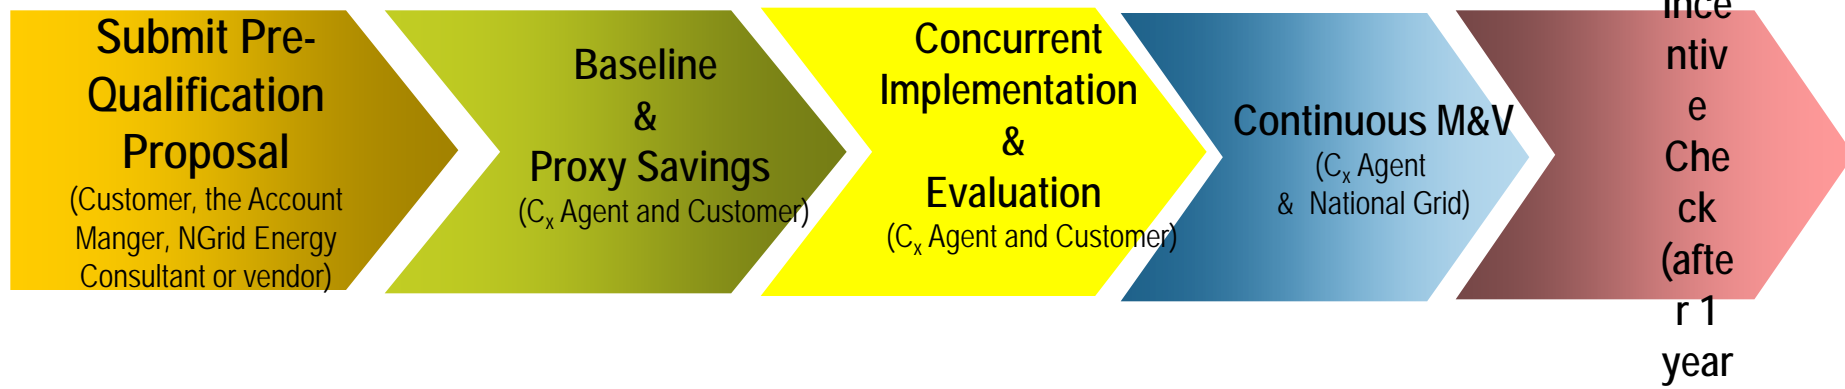 Submit Pre-
Qualification
Proposal
(Customer, the Account
Manger, NGrid Energy
Consultant or vendor)
Baseline
&
Proxy Savings
(Cx Agent and Customer)
Concurrent
Implementation
&
Evaluation
(Cx Agent and Customer)
Continuous M&V
(Cx Agent
& National Grid)
Ince
ntiv
e
Che
ck
(afte
r 1
year